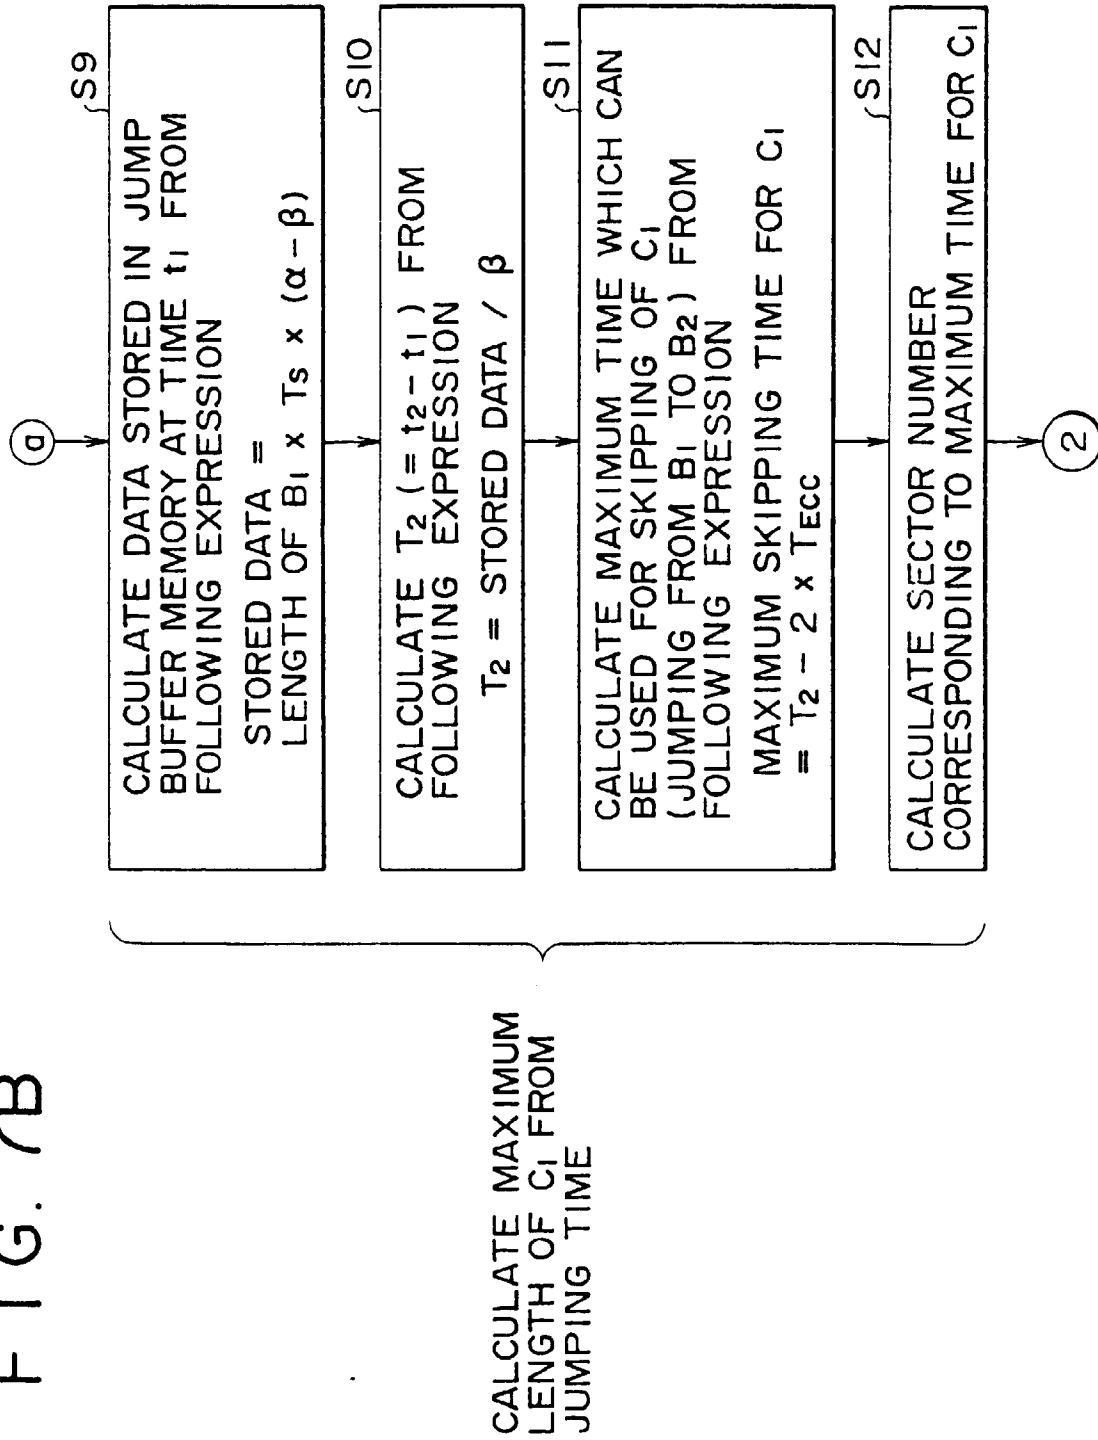 FIG. 7B
a
S9
CALCULATE DATA STORED IN JUMP
BUFFER MEMORY AT TIME t1 FROM
FOLLOWING EXPRESSION
STORED DATA =
LENGTH OF B1 x Ts x (α-β)
S10
CALCULATE T2 (= t2 - t1) FROM
FOLLOWING EXPRESSION
T2 = STORED DATA / β
S11
CALCULATE MAXIMUM TIME WHICH CAN
BE USED FOR SKIPPING OF C1
(JUMPING FROM B1 TO B2) FROM
FOLLOWING EXPRESSION
MAXIMUM SKIPPING TIME FOR C1
= T2 - 2 x TECC
S12
CALCULATE SECTOR NUMBER
CORRESPONDING TO MAXIMUM TIME FOR C1
2
CALCULATE MAXIMUM
LENGTH OF C1 FROM
JUMPING TIME